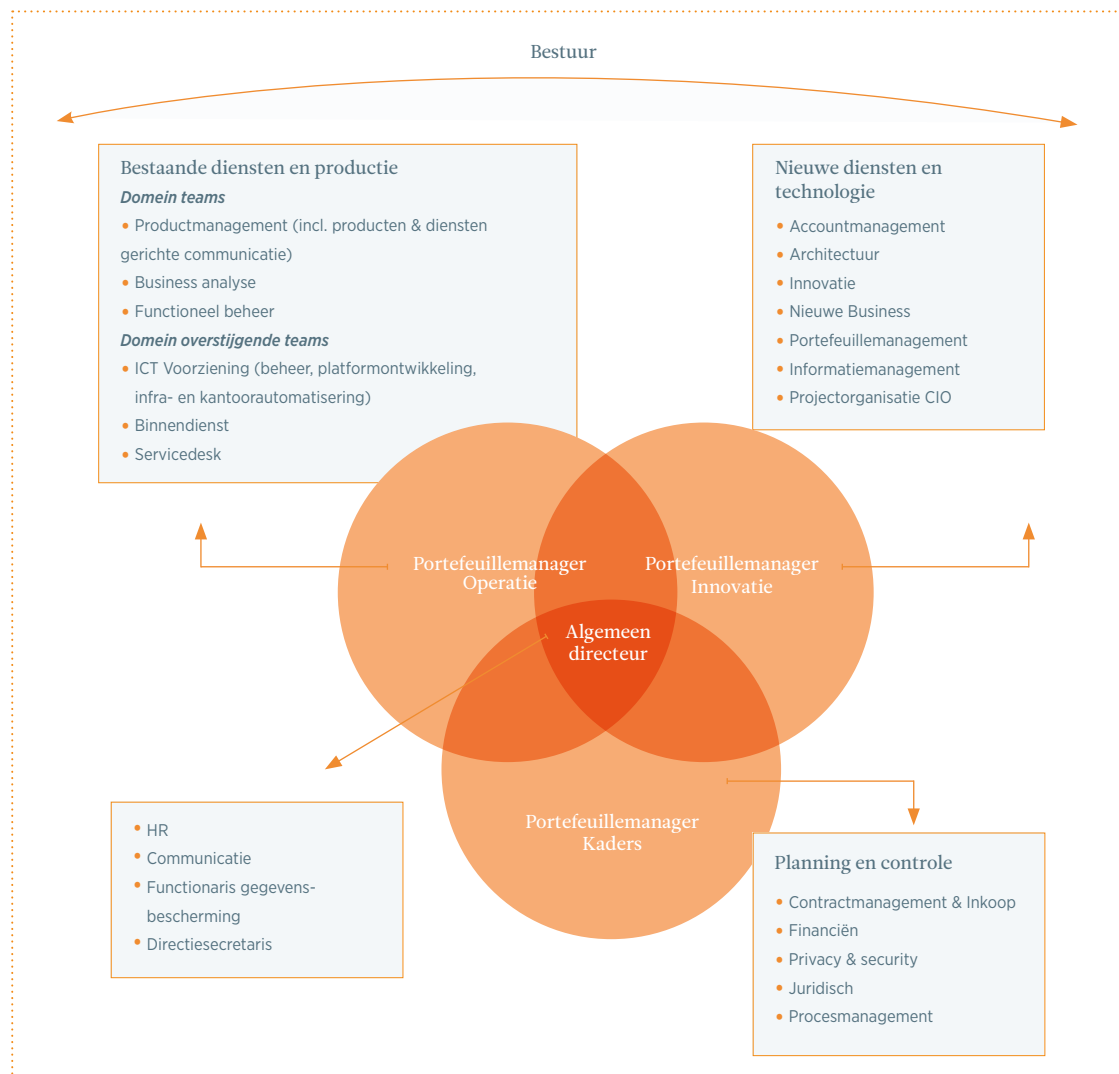 Bestuur
Bestaande diensten en productie
Domein teams
• Productmanagement (incl. producten & diensten
gerichte communicatie)
• Business analyse
• Functioneel beheer
Domein overstijgende teams
• ICT Voorziening (beheer, platformontwikkeling,
infra- en kantoorautomatisering)
• Binnendienst
• Servicedesk
Nieuwe diensten en
technologie
• Accountmanagement
• Architectuur
• Innovatie
• Nieuwe Business
• Portefeuillemanagement
• Informatiemanagement
• Projectorganisatie CIO
Portefeuillemanager
Operatie
Portefeuillemanager
Innovatie
Algemeen
directeur
Portefeuillemanager
Kaders
• HR
• Communicatie
• Functionaris gegevens-
bescherming
• Directiesecretaris
Planning en controle
• Contractmanagement & Inkoop
• Financiën
• Privacy & security
• Juridisch
• Procesmanagement